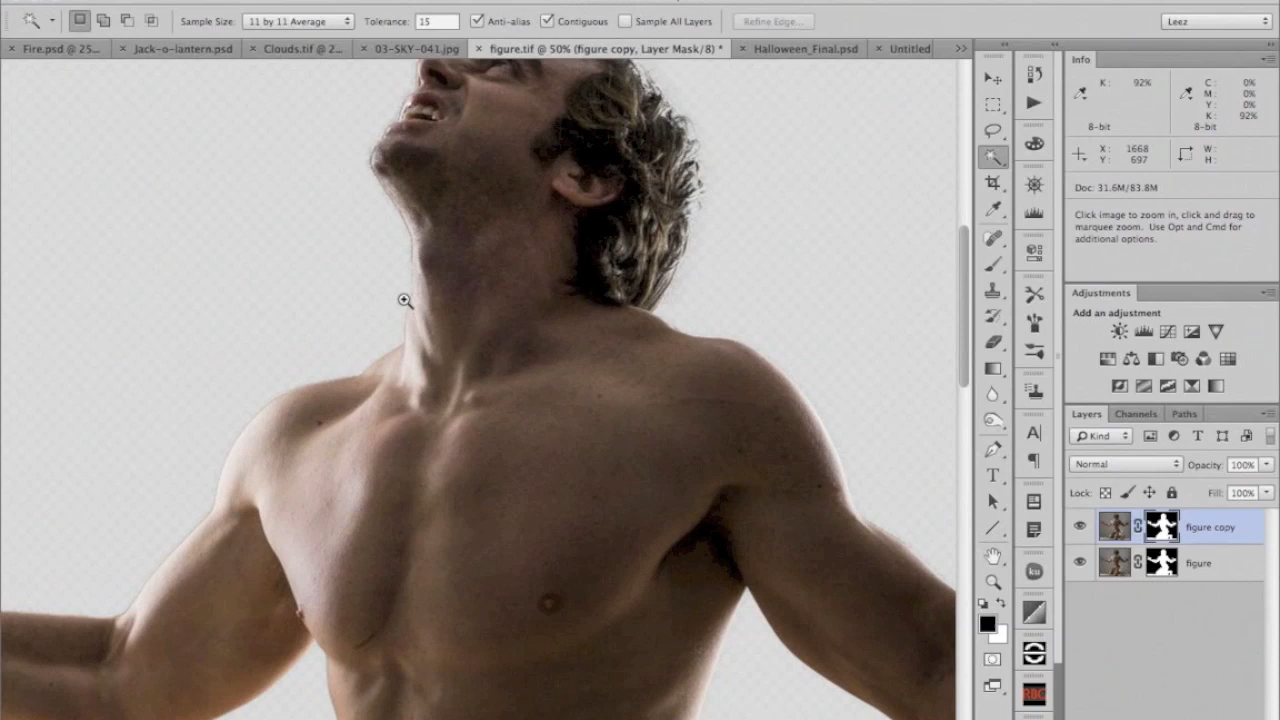 Sample Size: 11 by 11 Average Tolerance: 15 Anti-alias Contiguous Sample All Layers Refine Edge... Leez
Fire.psd @ 25... Jack-o-lantern.psd Clouds.tif @ 2... 03-SKY-041.jpg figure.tif @ 50% (figure copy, Layer Mask/8) * Halloween_Final.psd Untitled >>
Info
K: 92% C: 0%
M: 0%
Y: 0%
K: 92%
8-bit 8-bit
X: 1668 W:
Y: 697 H:
Doc: 31.6M/83.8M
Click image to zoom in, click and drag to
marquee zoom. Use Opt and Cmd for
additional options.
Adjustments
Add an adjustment
Layers Channels Paths
Kind
Normal Opacity: 100%
Lock: Fill: 100%
figure copy
figure
ku
RBG